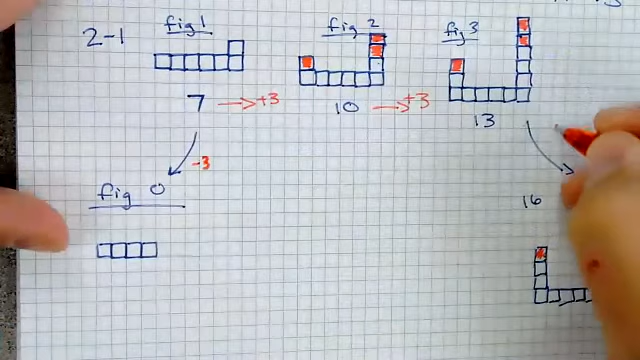 2-1
fig 1
fig 2
fig 3
7 → +3
10 → +3
13
-3
fig 0
16